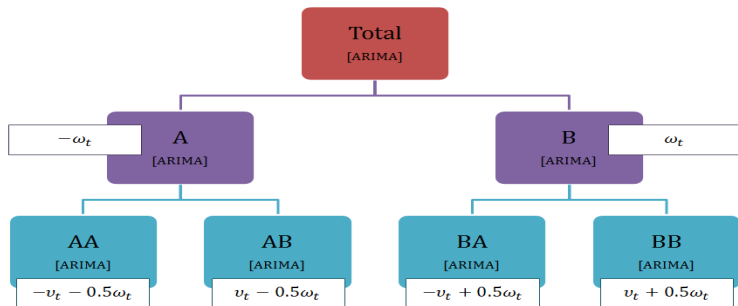 Total
[ARIMA]
A
[ARIMA]
−ω_t
B
[ARIMA]
ω_t
AA
[ARIMA]
−υ_t − 0.5ω_t
AB
[ARIMA]
υ_t − 0.5ω_t
BA
[ARIMA]
−υ_t + 0.5ω_t
BB
[ARIMA]
υ_t + 0.5ω_t